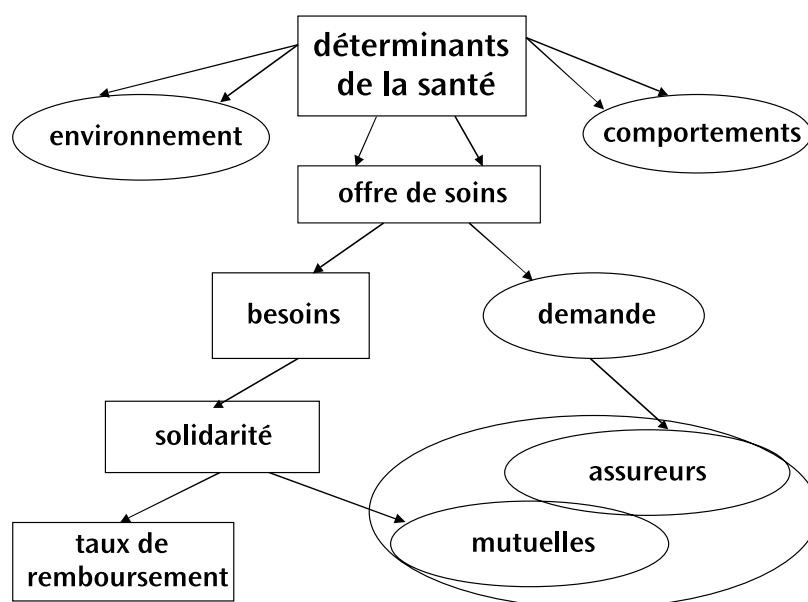 déterminants
de la santé
environnement
comportements
offre de soins
besoins
demande
solidarité
assureurs
taux de
remboursement
mutuelles